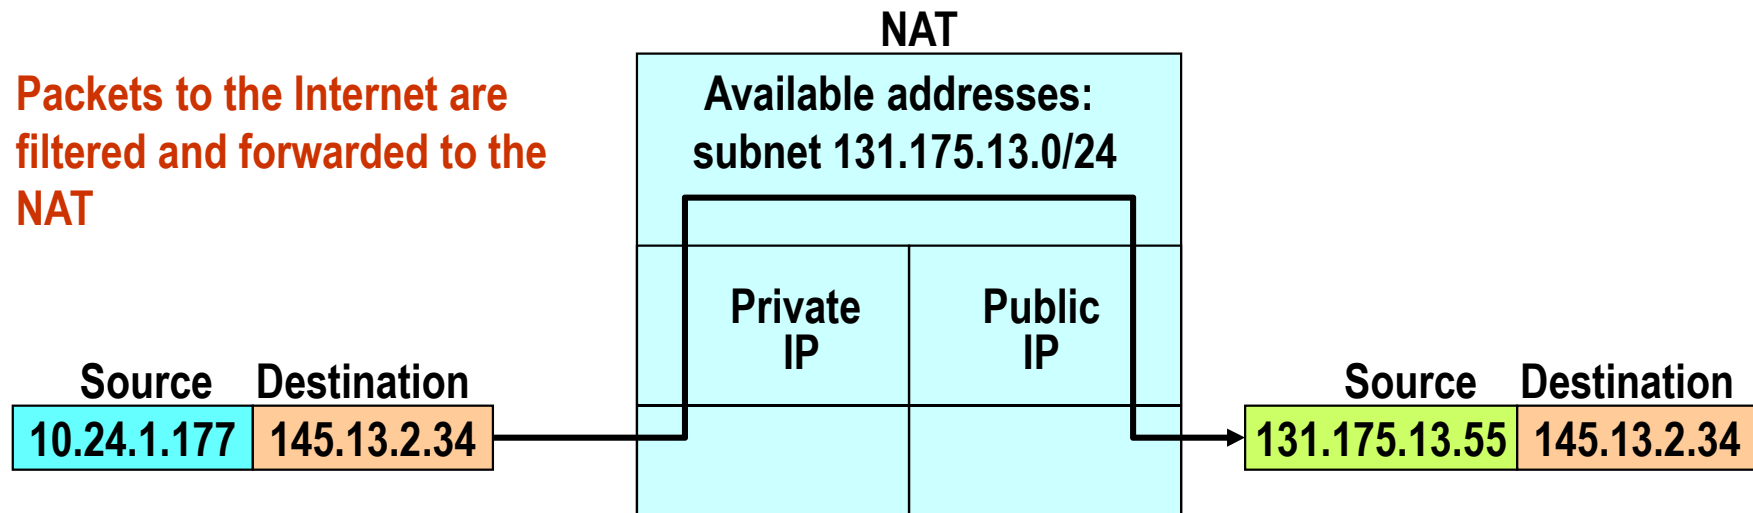 NAT
Packets to the Internet are
filtered and forwarded to the
NAT
Available addresses:
subnet 131.175.13.0/24
Private
IP
Public
IP
Source Destination
10.24.1.177 145.13.2.34
Source Destination
131.175.13.55 145.13.2.34